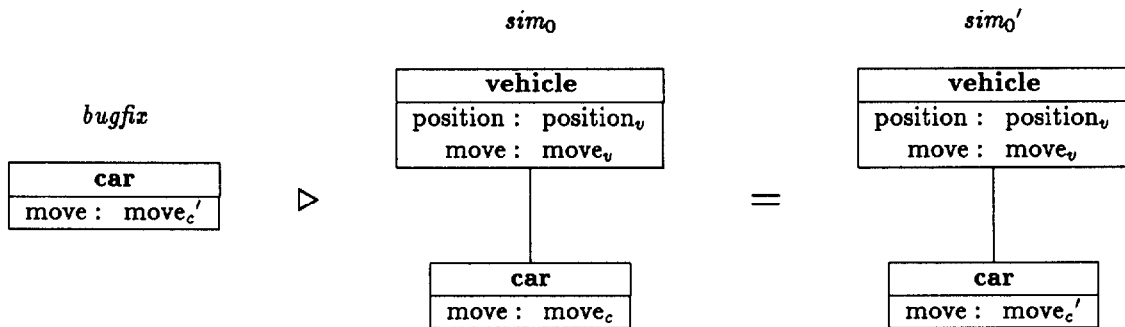 sim₀
sim₀′
bugfix
car
move : move_c′
▷
vehicle
position : position_v
move : move_v
car
move : move_c
=
vehicle
position : position_v
move : move_v
car
move : move_c′